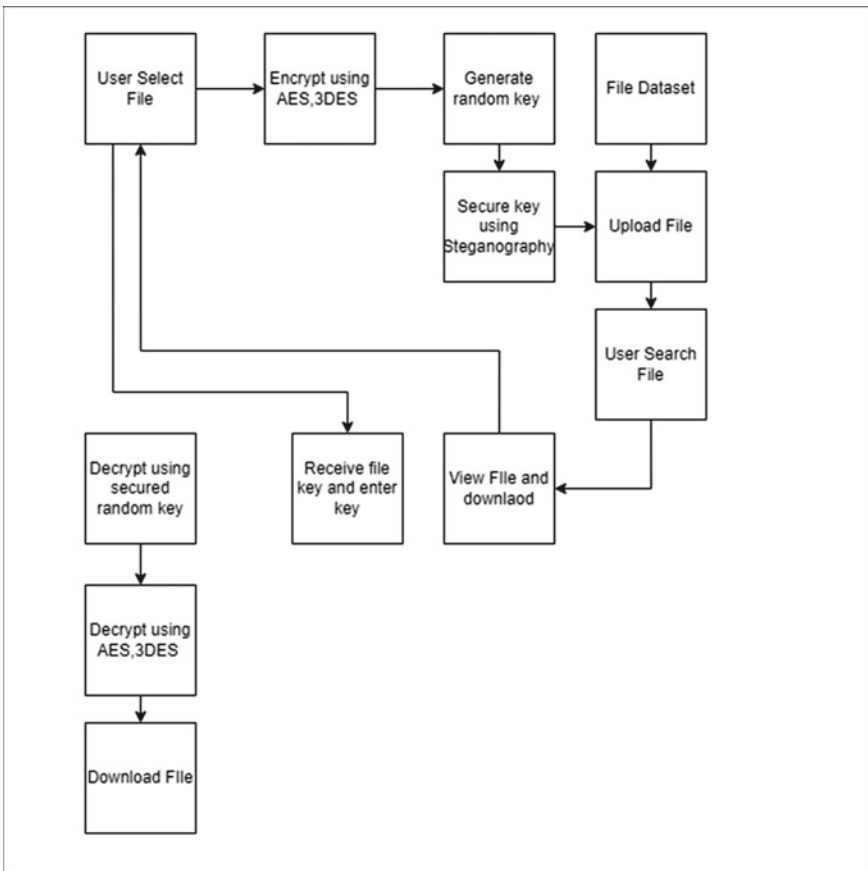 User Select
File
Encrypt using
AES,3DES
Generate
random key
File Dataset
Secure key
using
Steganography
Upload File
User Search
File
Decrypt using
secured
random key
Receive file
key and enter
key
View FIle and
downlaod
Decrypt using
AES,3DES
Download FIle